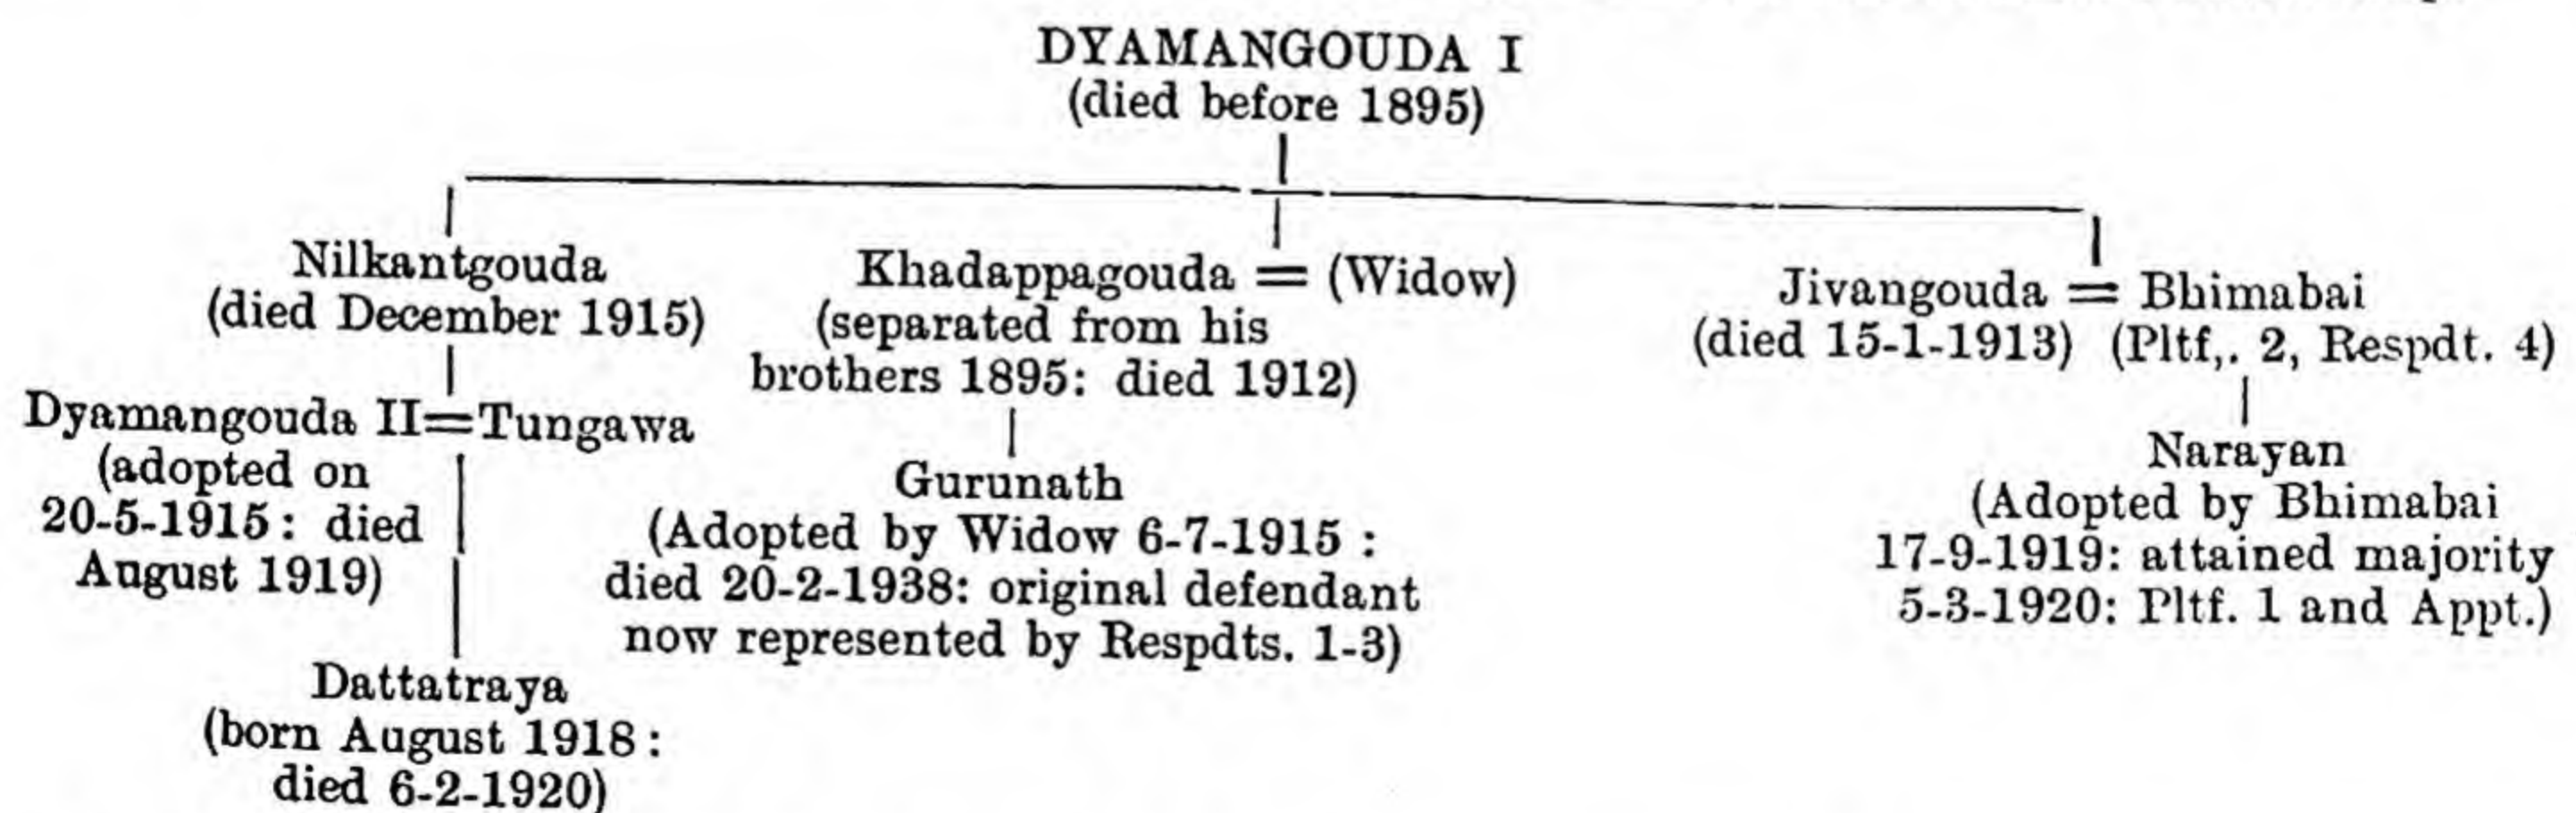 DYAMANGOUDA I
(died before 1895)
Nilkantgouda
(died December 1915)
Dyamangouda II=Tungawa
(adopted on
20-5-1915: died
August 1919)
Dattatraya
(born August 1918:
died 6-2-1920)
Khadappagouda = (Widow)
(separated from his
brothers 1895: died 1912)
Gurunath
(Adopted by Widow 6-7-1915:
died 20-2-1938: original defendant
now represented by Respdts. 1-3)
Jivangouda = Bhimabai
(died 15-1-1913) (Pltf,. 2, Respdt. 4)
Narayan
(Adopted by Bhimabai
17-9-1919: attained majority
5-3-1920: Pltf. 1 and Appt.)